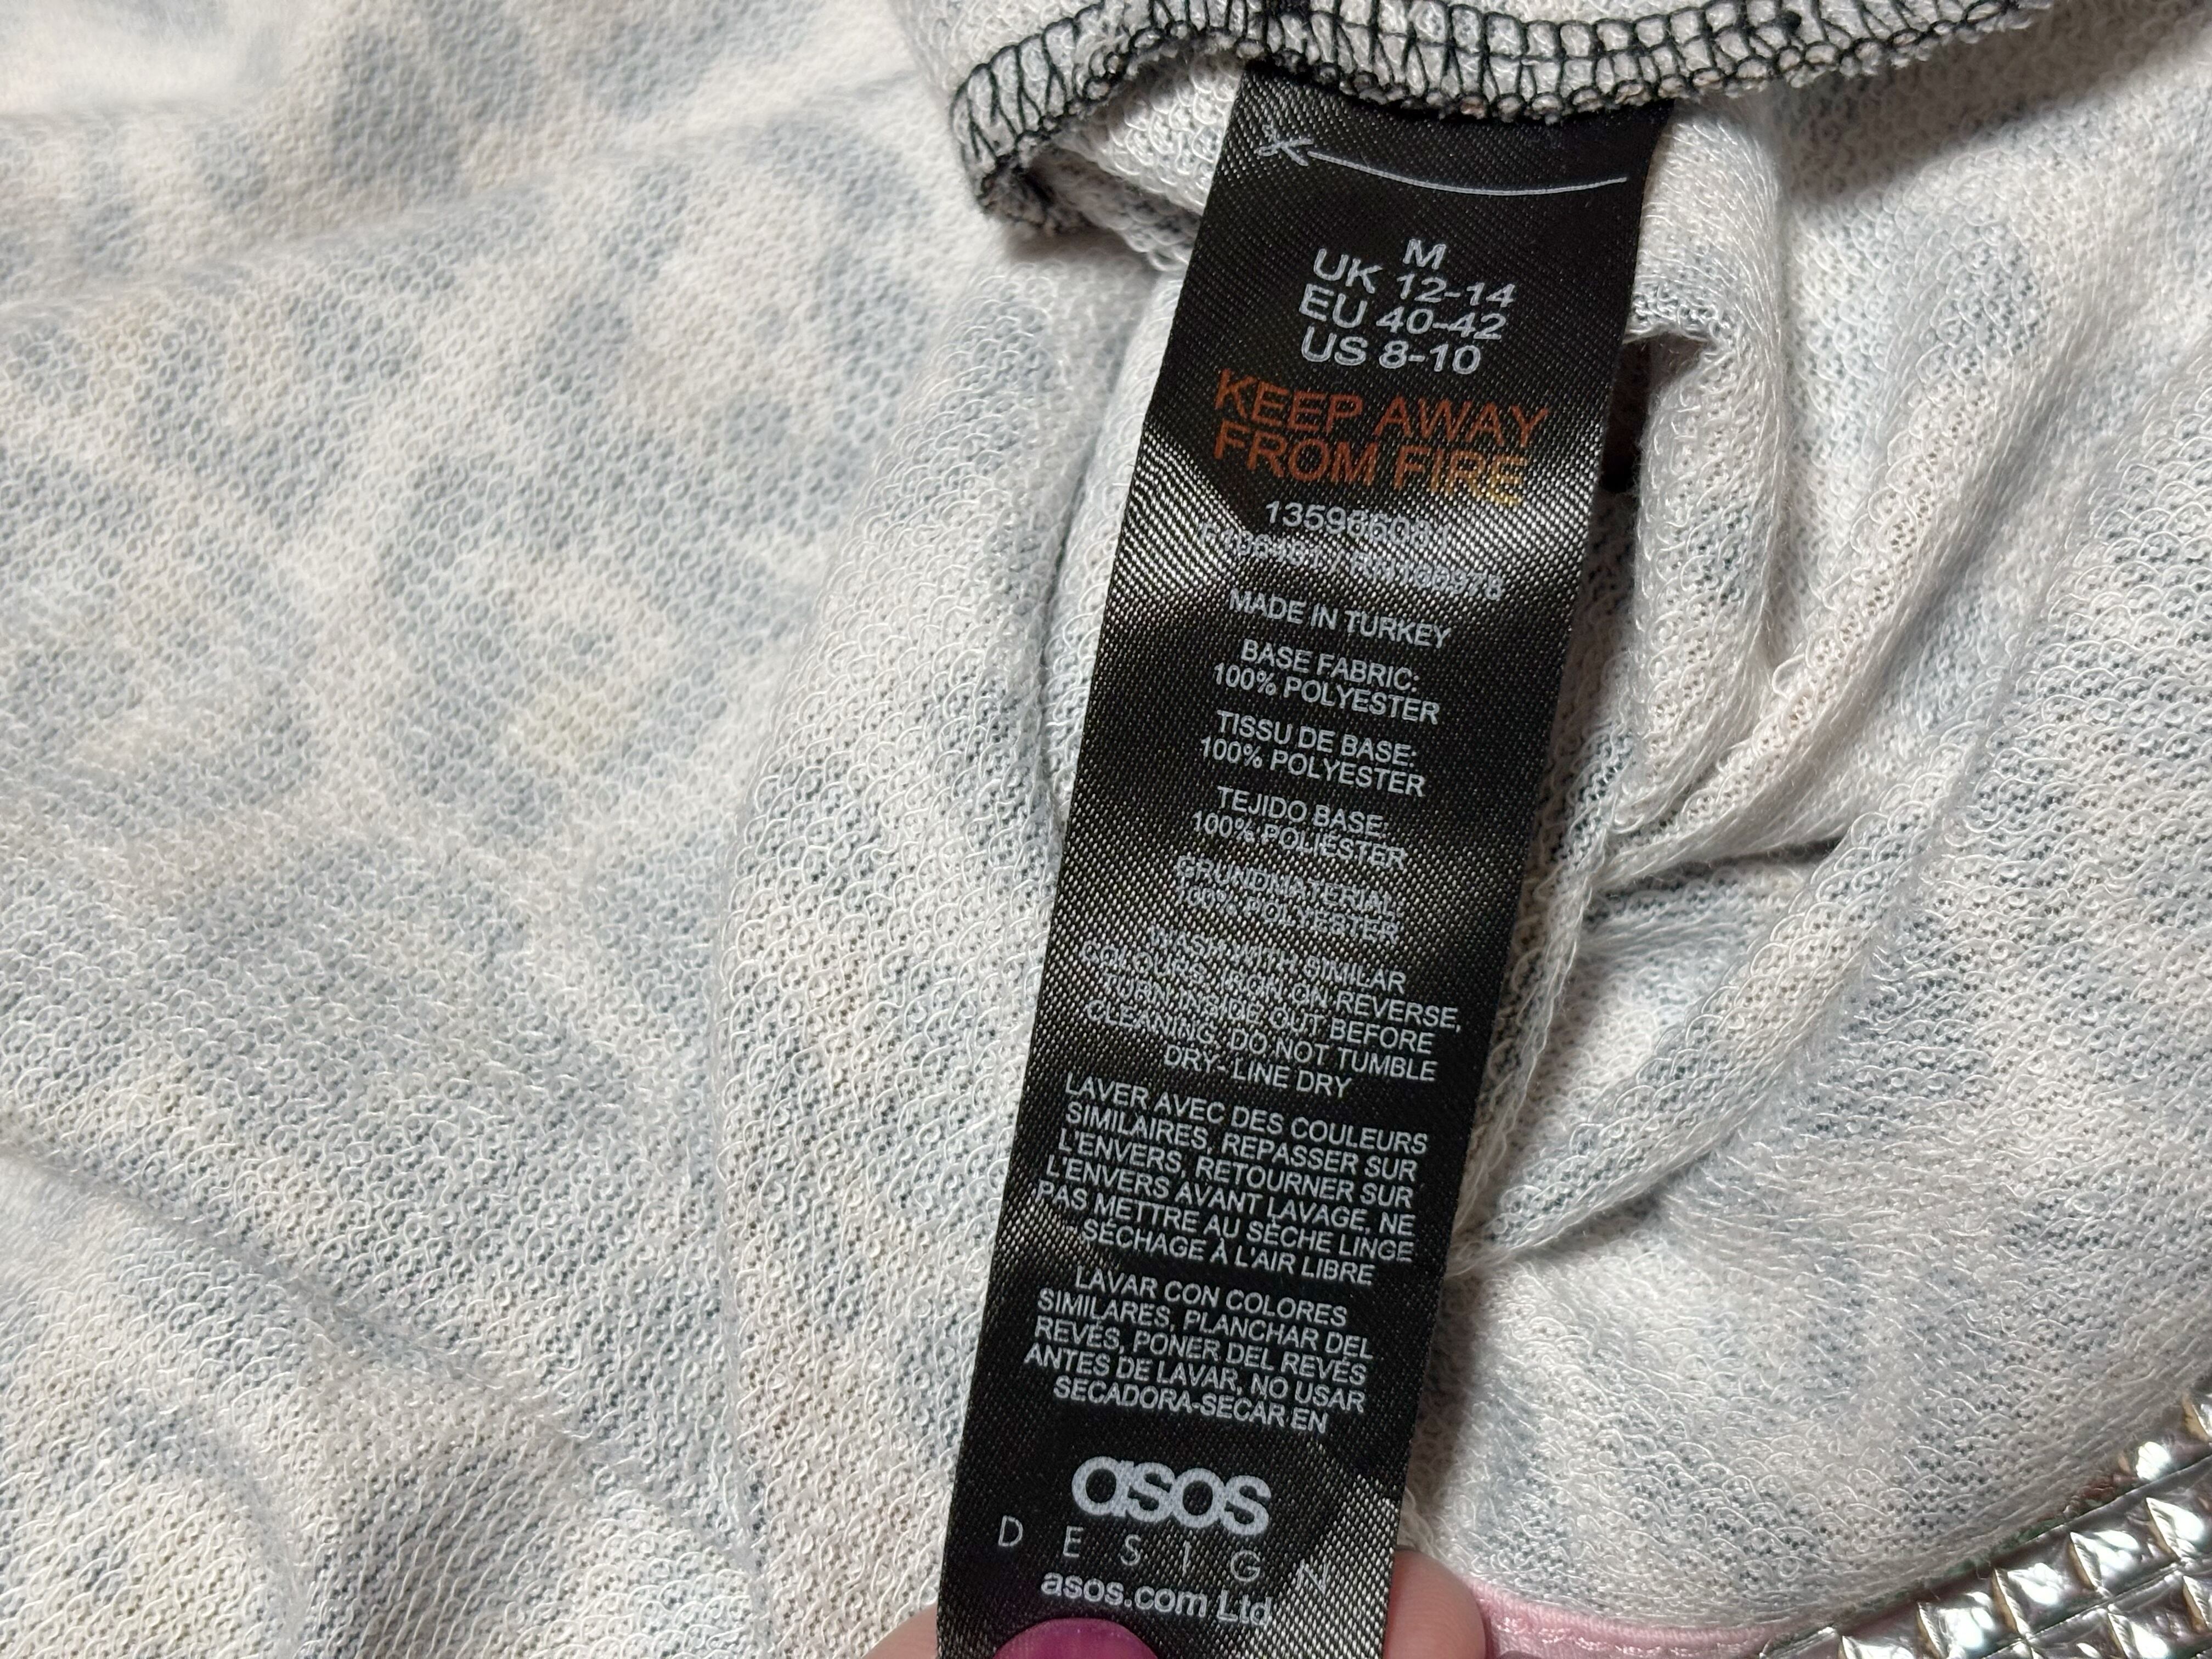 M
UK 12-14
EU 40-42
US 8-10
KEEP AWAY
FROM FIRE
MADE IN TURKEY
BASE FABRIC:
100% POLYESTER
TISSU DE BASE:
100% POLYESTER
TEJIDO BASE:
100% POLIÉSTER
GRUNDMATERIAL:
100% POLYESTER
WASH WITH SIMILAR
COLOURS, IRON ON REVERSE,
TURN INSIDE OUT BEFORE
CLEANING, DO NOT TUMBLE
DRY - LINE DRY
LAVER AVEC DES COULEURS
SIMILAIRES, REPASSER SUR
L'ENVERS, RETOURNER SUR
L'ENVERS AVANT LAVAGE, NE
PAS METTRE AU SÈCHE LINGE
SÉCHAGE À L'AIR LIBRE
LAVAR CON COLORES
SIMILARES, PLANCHAR DEL
REVÉS, PONER DEL REVÉS
ANTES DE LAVAR, NO USAR
SECADORA-SECAR EN
asos
DESIGN
asos.com Ltd